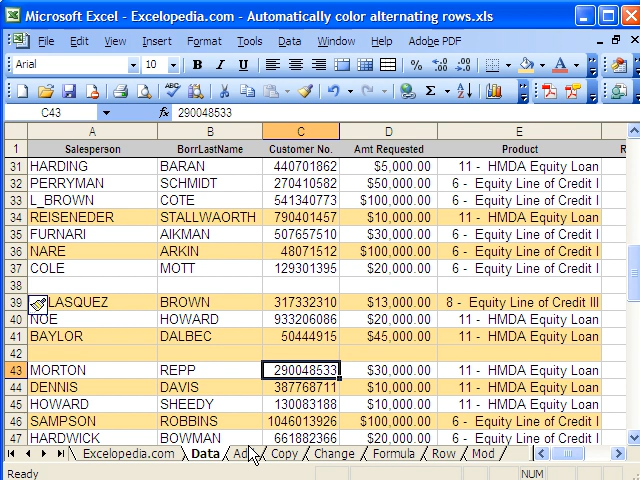 Microsoft Excel - Excelopedia.com - Automatically color alternating rows.xls
File Edit View Insert Format Tools Data Window Help Adobe PDF
Arial 10 B I U
C43 fx 290048533
A B C D E
1 Salesperson BorrLastName Customer No. Amt Requested Product R
31 HARDING BARAN 440701862 $5,000.00 11 - HMDA Equity Loan
32 PERRYMAN SCHMIDT 270410582 $50,000.00 6 - Equity Line of Credit I
33 L_BROWN COTE 541340773 $100,000.00 6 - Equity Line of Credit I
34 REISENEDER STALLWAORTH 790401457 $10,000.00 11 - HMDA Equity Loan
35 FURNARI AIKMAN 507657510 $30,000.00 6 - Equity Line of Credit I
36 NARE ARKIN 48071512 $100,000.00 6 - Equity Line of Credit I
37 COLE MOTT 129301395 $20,000.00 6 - Equity Line of Credit I
38
39 LASQUEZ BROWN 317332310 $13,000.00 8 - Equity Line of Credit III
40 NOE HOWARD 933206086 $20,000.00 11 - HMDA Equity Loan
41 BAYLOR DALBEC 50444915 $45,000.00 11 - HMDA Equity Loan
42
43 MORTON REPP 290048533 $30,000.00 11 - HMDA Equity Loan
44 DENNIS DAVIS 387768711 $10,000.00 11 - HMDA Equity Loan
45 HOWARD SHEEDY 130083188 $10,000.00 11 - HMDA Equity Loan
46 SAMPSON ROBBINS 1046013926 $100,000.00 6 - Equity Line of Credit I
47 HARDWICK BOWMAN 661882366 $20,000.00 6 - Equity Line of Credit I
Excelopedia.com Data Ad Copy Change Formula Row Mod
Ready NUM